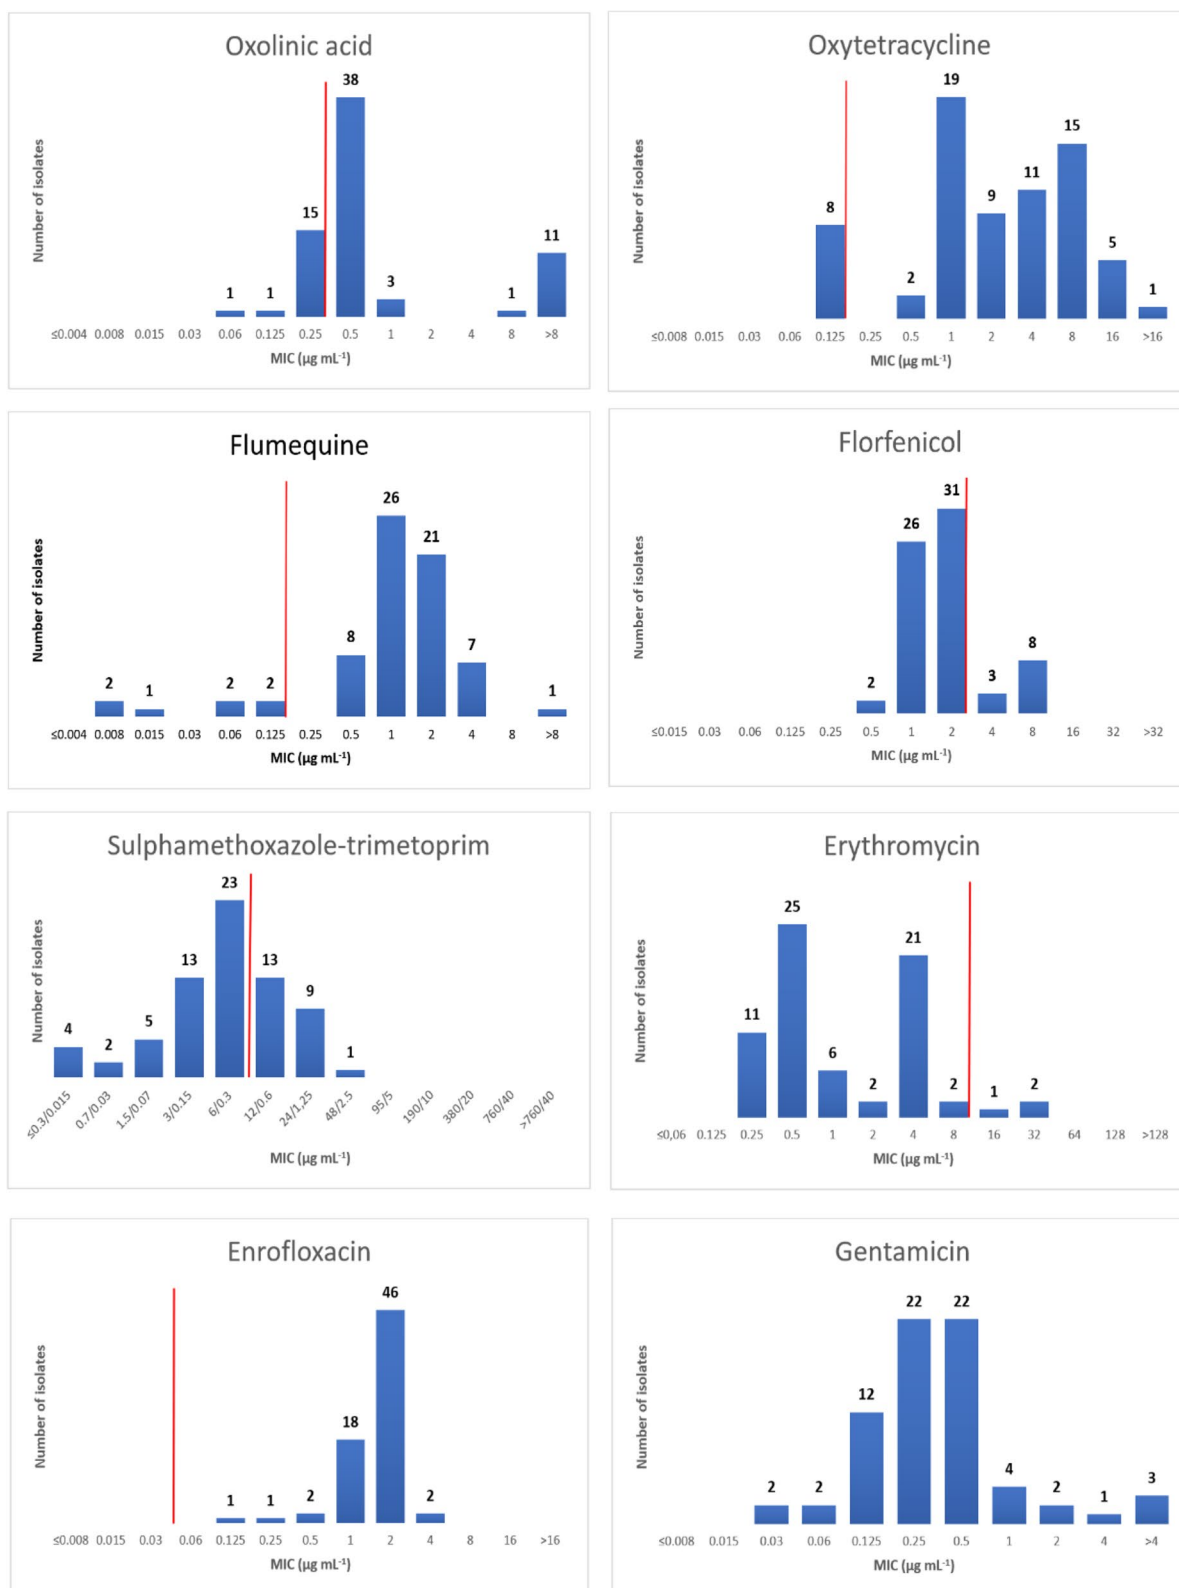 Oxolinic acid
Number of isolates
1 1 15 38 3 1 11
≤0.004 0.008 0.015 0.03 0.06 0.125 0.25 0.5 1 2 4 8 >8
MIC (µg mL⁻¹)
Oxytetracycline
Number of isolates
8 2 19 9 11 15 5 1
≤0.008 0.015 0.03 0.06 0.125 0.25 0.5 1 2 4 8 16 >16
MIC (µg mL⁻¹)
Flumequine
Number of isolates
2 1 2 2 8 26 21 7 1
≤0.004 0.008 0.015 0.03 0.06 0.125 0.25 0.5 1 2 4 8 >8
MIC (µg mL⁻¹)
Florfenicol
Number of isolates
2 26 31 3 8
≤0.015 0.03 0.06 0.125 0.25 0.5 1 2 4 8 16 32 >32
MIC (µg mL⁻¹)
Sulphamethoxazole-trimetoprim
Number of isolates
4 2 5 13 23 13 9 1
≤0.3/0.015 0.7/0.03 1.5/0.07 3/0.15 6/0.3 12/0.6 24/1,25 48/2.5 95/5 190/10 380/20 760/40 >760/40
MIC (µg mL⁻¹)
Erythromycin
Number of isolates
11 25 6 2 21 2 1 2
≤0,06 0.125 0.25 0.5 1 2 4 8 16 32 64 128 >128
MIC (µg mL⁻¹)
Enrofloxacin
Number of isolates
1 1 2 18 46 2
≤0.008 0.015 0.03 0.06 0.125 0.25 0.5 1 2 4 8 16 >16
MIC (µg mL⁻¹)
Gentamicin
Number of isolates
2 2 12 22 22 4 2 1 3
≤0.008 0.015 0.03 0.06 0.125 0.25 0.5 1 2 4 >4
MIC (µg mL⁻¹)